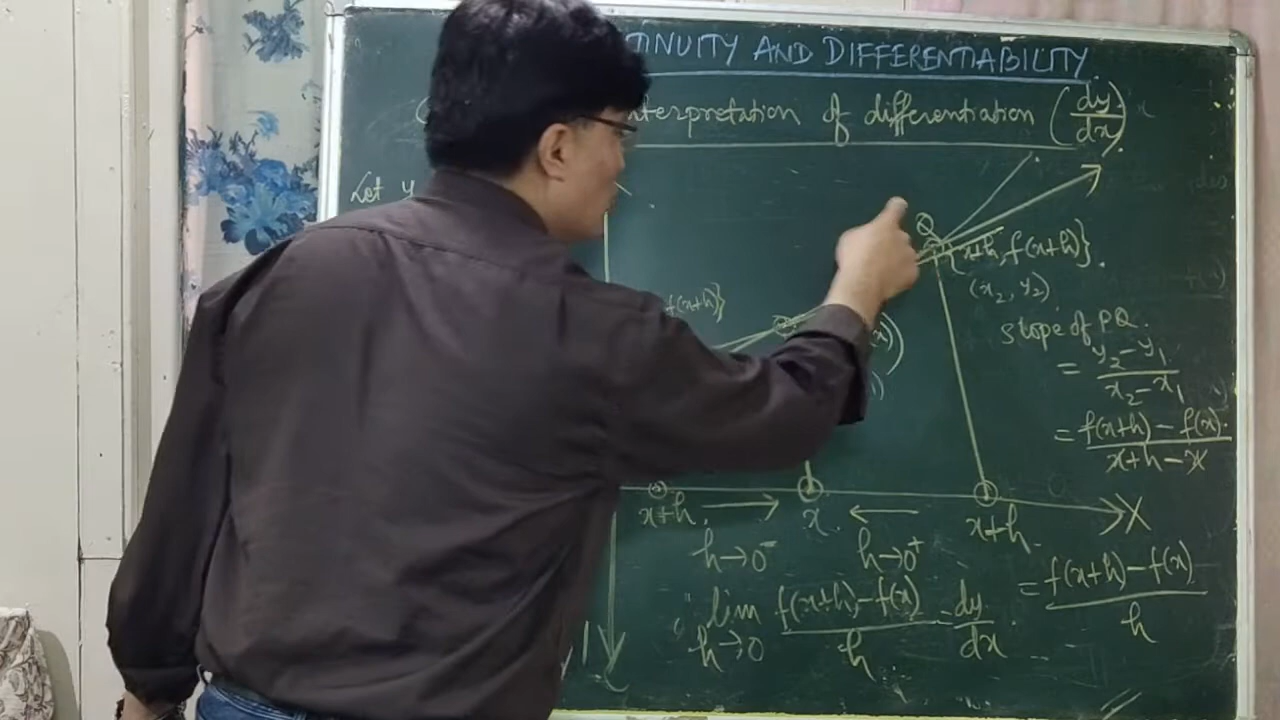 TINUITY AND DIFFERENTIABILITY
nterpretation of differentiation (dy/dx)
Let y
Q
{x+h, f(x+h)}.
(x₂, y₂)
f(x+h)}
x)
slope of PQ.
= y₂-y₁ / x₂-x₁
= f(x+h) - f(x). / x+h-x
x+h. → x. ← x+h. X
h→0⁻ h→0⁺
lim h→0 f(x+h)-f(x) / h = dy/dx.
= f(x+h) - f(x) / h